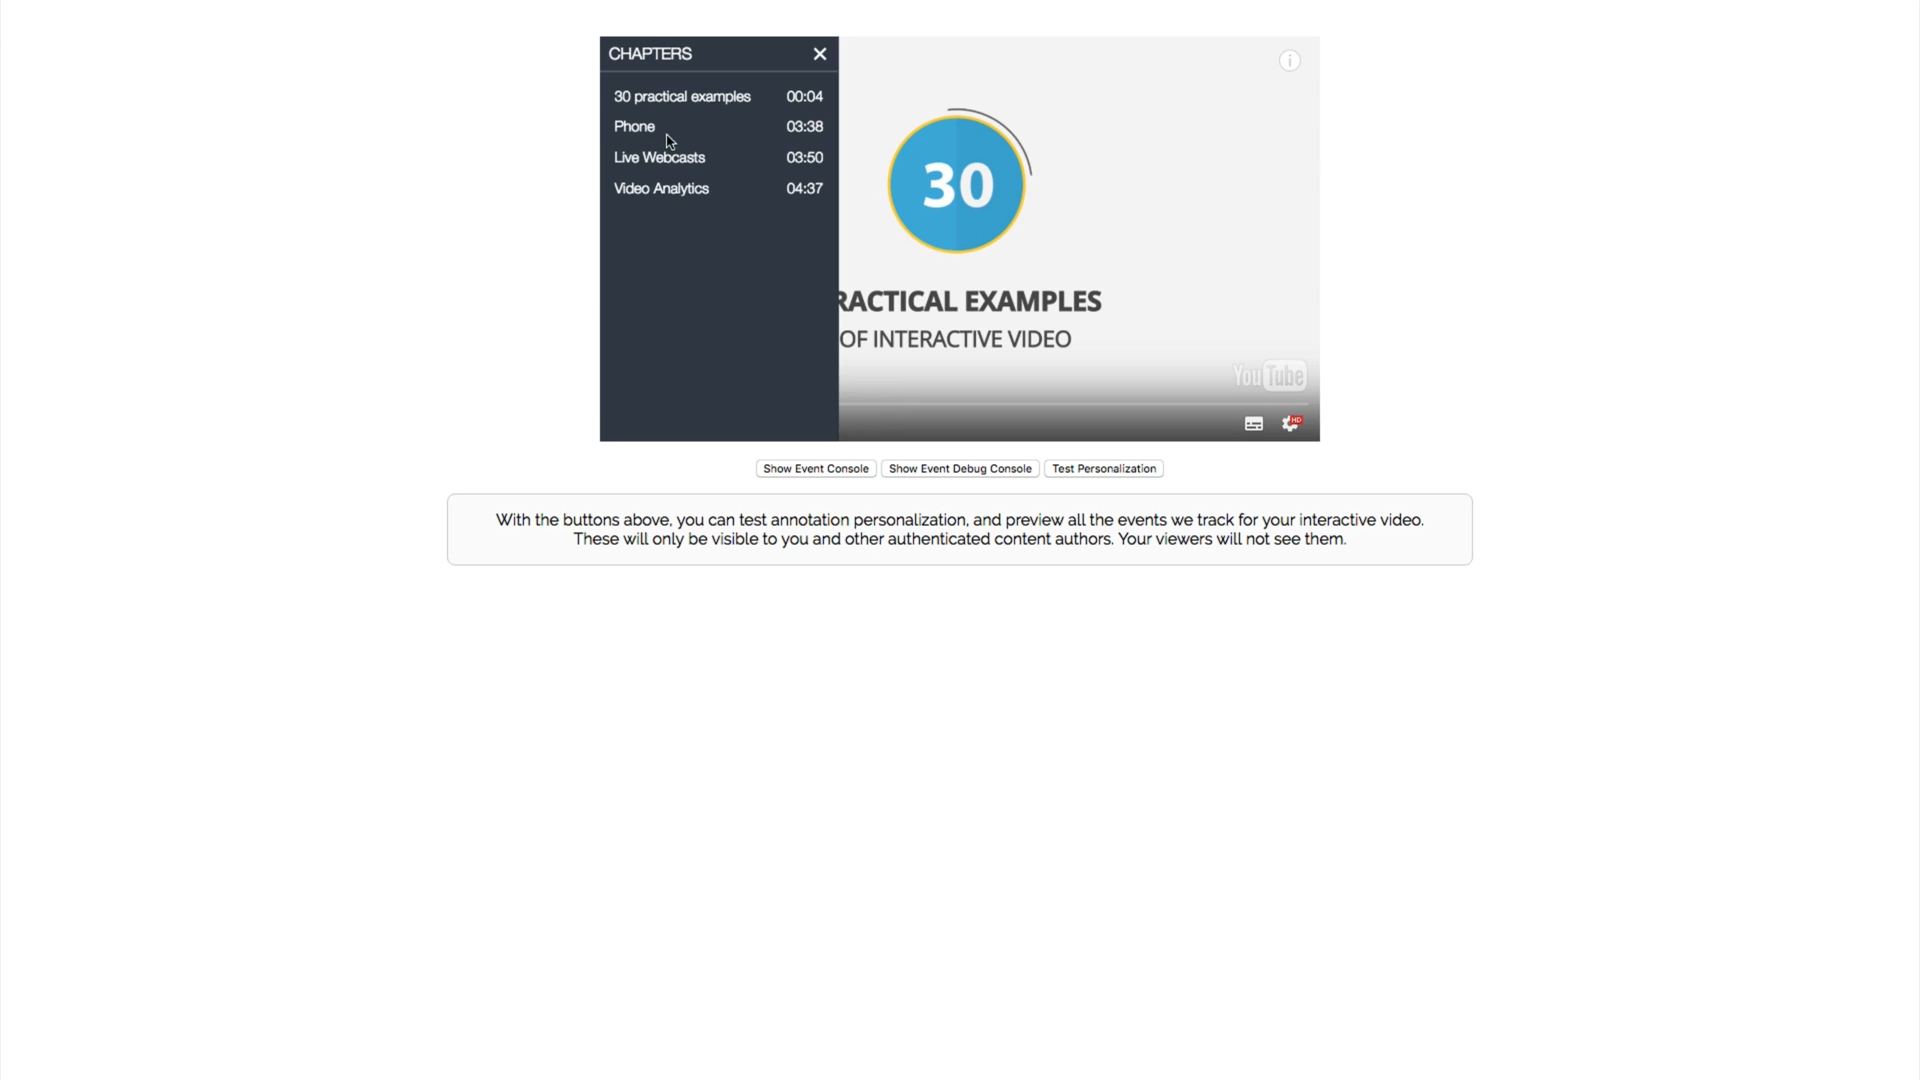 CHAPTERS
30 practical examples 00:04
Phone 03:38
Live Webcasts 03:50
Video Analytics 04:37
30
RACTICAL EXAMPLES
OF INTERACTIVE VIDEO
YouTube
HD
Show Event Console Show Event Debug Console Test Personalization
With the buttons above, you can test annotation personalization, and preview all the events we track for your interactive video.
These will only be visible to you and other authenticated content authors. Your viewers will not see them.